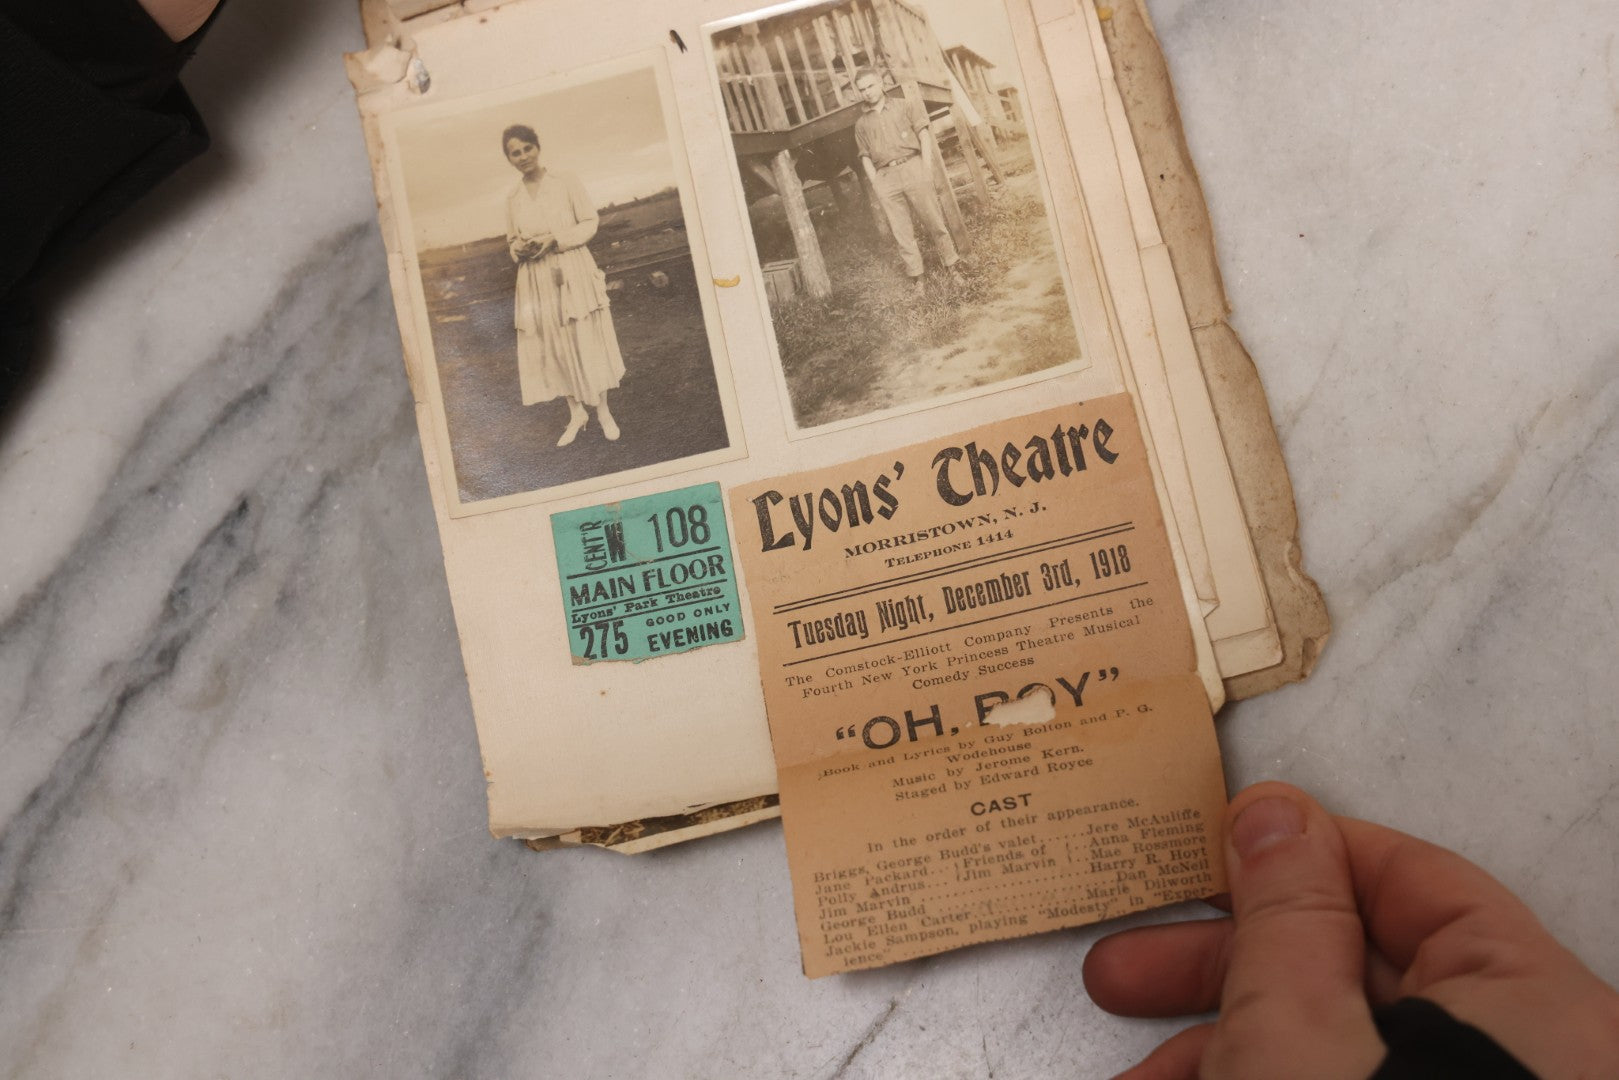 CENT'R W 108
MAIN FLOOR
Lyons' Park Theatre
275 GOOD ONLY
EVENING
Lyons' Theatre
MORRISTOWN, N. J.
TELEPHONE 1414
Tuesday Night, December 3rd, 1918
The Comstock-Elliott Company Presents the
Fourth New York Princess Theatre Musical
Comedy Success
"OH, BOY"
Book and Lyrics by Guy Bolton and P. G.
Wodehouse
Music by Jerome Kern.
Staged by Edward Royce
CAST
In the order of their appearance.
Briggs, George Budd's valet......Jere McAuliffe
Jane Packard... Friends of ..Anna Fleming
Polly Andrus... Jim Marvin ..Mae Rossmore
Jim Marvin ....................Harry R. Hoyt
George Budd ....................Dan McNeil
Lou Ellen Carter...............Marie Dilworth
Jackie Sampson, playing "Modesty" in "Exper-
ience"